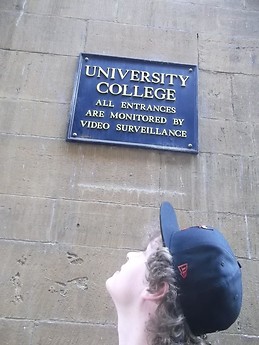 UNIVERSITY
COLLEGE
ALL ENTRANCES
ARE MONITORED BY
VIDEO SURVEILLANCE